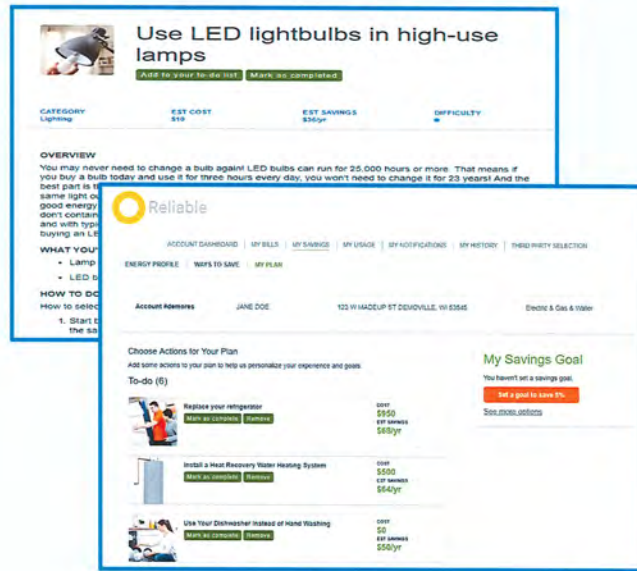 Use LED lightbulbs in high-use
lamps
Add to your to-do list Mark as completed
CATEGORY EST COST EST SAVINGS DIFFICULTY
Lighting $10 $36/yr
OVERVIEW
You may never need to change a bulb again! LED bulbs can run for 25,000 hours or more. That means if
you buy a bulb today and use it for three hours every day, you won't need to change it for 23 years! And the
best part is
same light
good energy
don't contain
and with
buying an
WHAT
Lamp
LED
HOW TO
How to
1. Start
the
Reliable
ACCOUNT DASHBOARD | MY BILLS | MY SAVINGS | MY USAGE | MY NOTIFICATIONS | MY HISTORY | THIRD PARTY SELECTION
ENERGY PROFILE | WAYS TO SAVE | MY PLAN
Account JANE DOE 123 W MADEUP ST DEMOVILLE, WI 53545 Electric & Gas & Water
Choose Actions for Your Plan
Add some actions to your plan to help us personalize your experience and goals.
To-do (6)
Replace your refrigerator
Mark as complete Remove
COST
$950
EST SAVINGS
$68/yr
Install a Heat Recovery Water Heating System
Mark as complete Remove
COST
$500
EST SAVINGS
$64/yr
Use Your Dishwasher Instead of Hand Washing
Mark as complete Remove
COST
$0
EST SAVINGS
$58/yr
My Savings Goal
You haven't set a savings goal.
Set a goal to save 5%
See more options